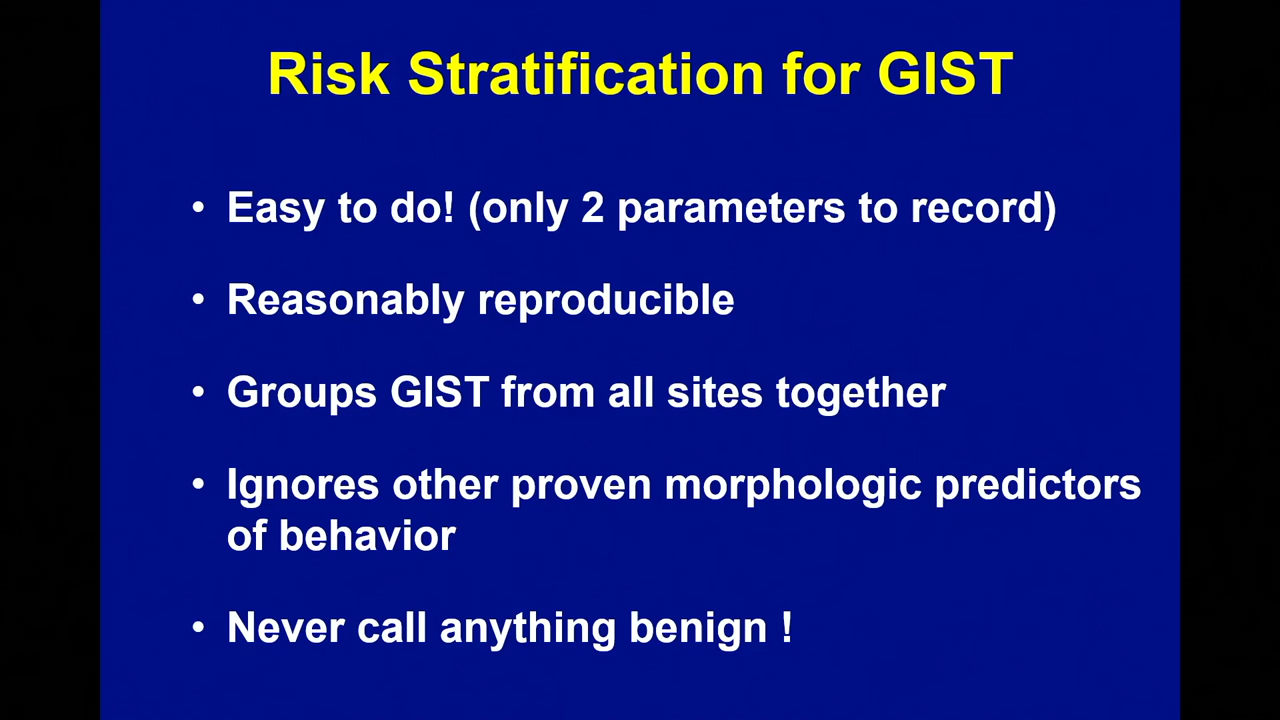 Risk Stratification for GIST
• Easy to do! (only 2 parameters to record)
• Reasonably reproducible
• Groups GIST from all sites together
• Ignores other proven morphologic predictors
of behavior
• Never call anything benign !